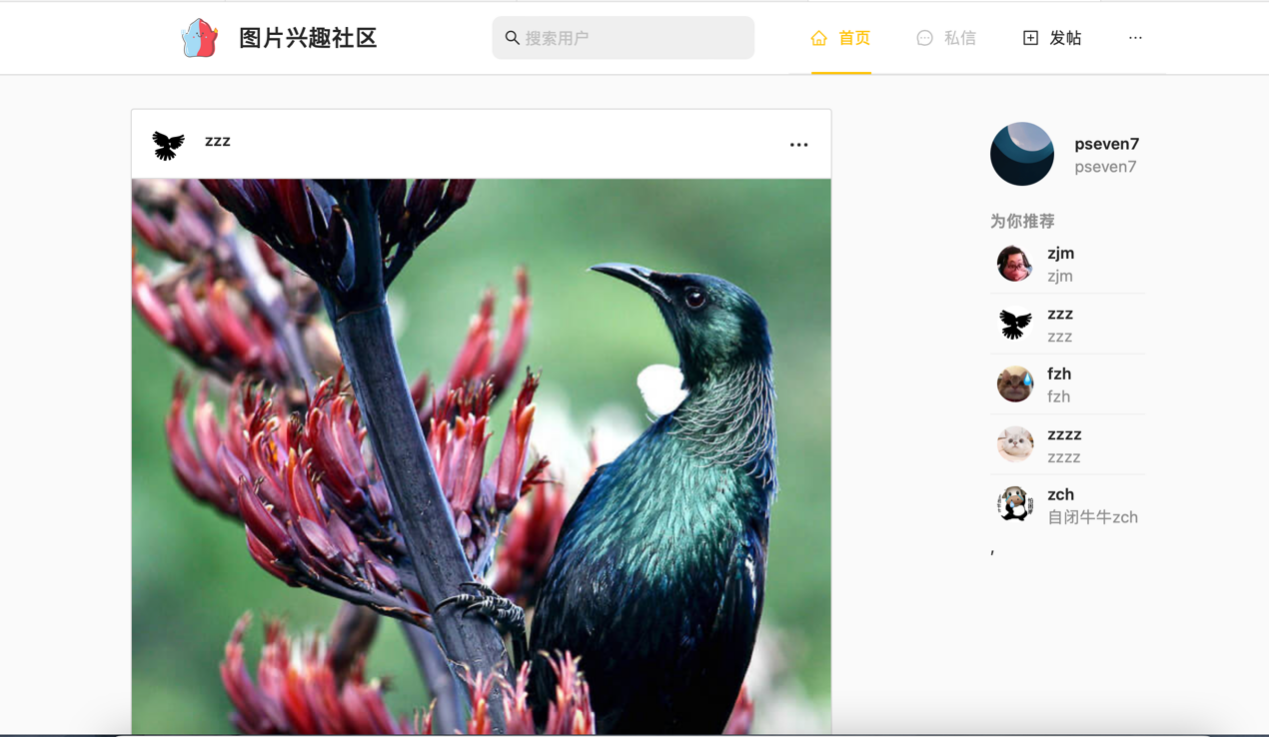 图片兴趣社区
搜索用户
首页
私信
发帖
...
zzz
pseven7
pseven7
为你推荐
zjm
zjm
zzz
zzz
fzh
fzh
zzzz
zzzz
zch
自闭牛牛zch
,